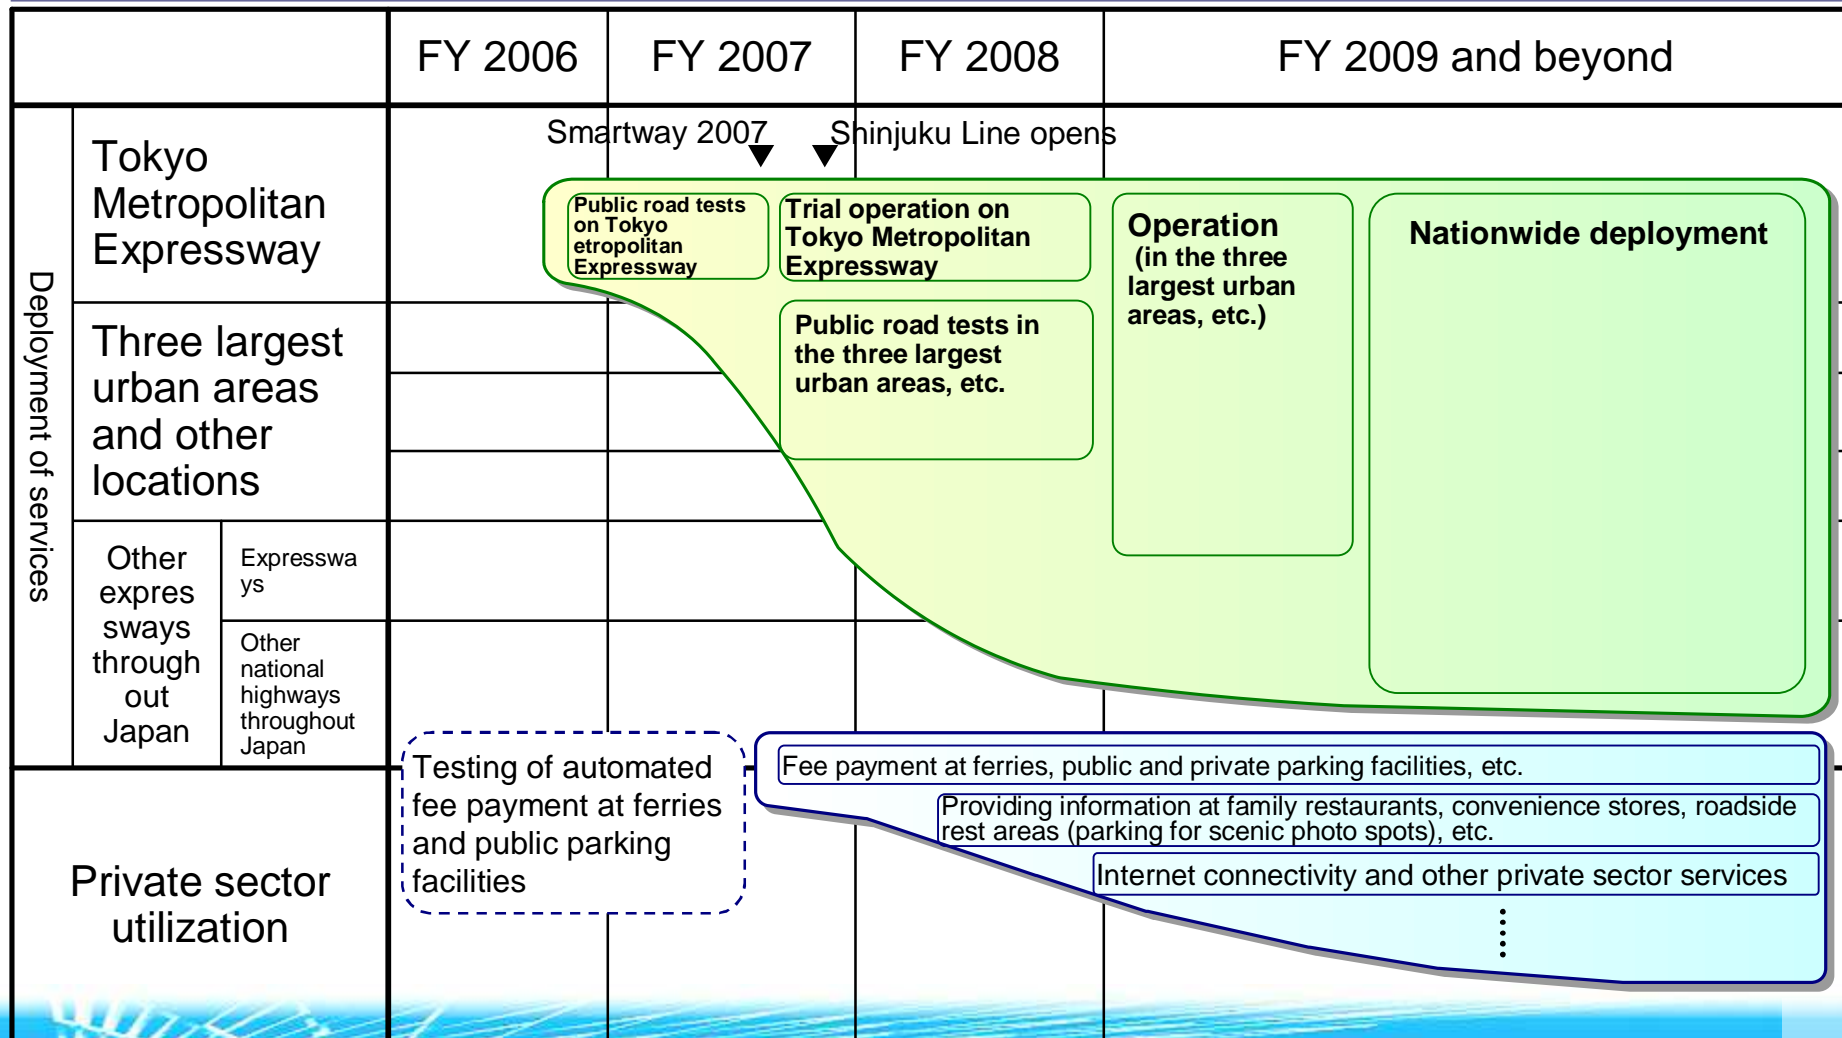 FY 2006
FY 2007
FY 2008
FY 2009 and beyond
Deployment of services
Tokyo
Metropolitan
Expressway
Smartway 2007
Shinjuku Line opens
Public road tests
on Tokyo
etropolitan
Expressway
Trial operation on
Tokyo Metropolitan
Expressway
Operation
(in the three
largest urban
areas, etc.)
Nationwide deployment
Three largest
urban areas
and other
locations
Public road tests in
the three largest
urban areas, etc.
Other
expres
sways
through
out
Japan
Expresswa
ys
Other
national
highways
throughout
Japan
Private sector
utilization
Testing of automated
fee payment at ferries
and public parking
facilities
Fee payment at ferries, public and private parking facilities, etc.
Providing information at family restaurants, convenience stores, roadside
rest areas (parking for scenic photo spots), etc.
Internet connectivity and other private sector services